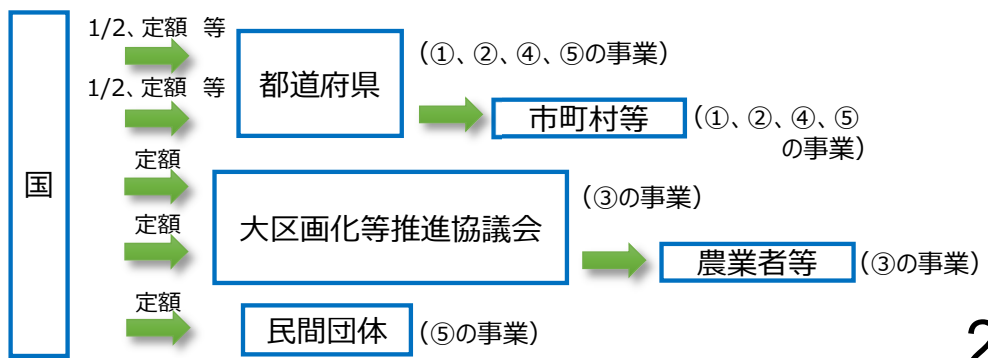 国
1/2、定額 等
1/2、定額 等
都道府県
(①、②、④、⑤の事業)
市町村等
(①、②、④、⑤
の事業)
定額
定額
大区画化等推進協議会
(③の事業)
農業者等
(③の事業)
定額
民間団体
(⑤の事業)
2